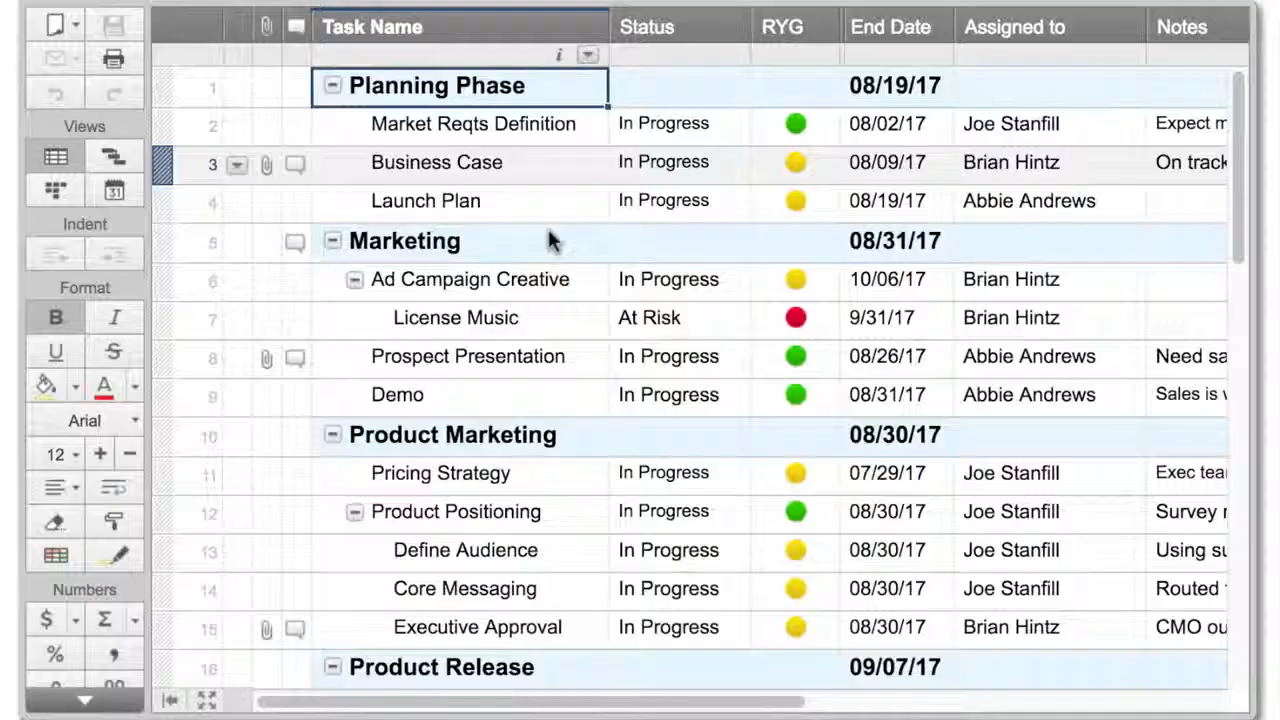 Task Name Status RYG End Date Assigned to Notes
i
1 Planning Phase 08/19/17
2 Market Reqts Definition In Progress 08/02/17 Joe Stanfill Expect m
Views
3 Business Case In Progress 08/09/17 Brian Hintz On track
31
4 Launch Plan In Progress 08/19/17 Abbie Andrews
Indent
5 Marketing 08/31/17
6 Ad Campaign Creative In Progress 10/06/17 Brian Hintz
Format
B I 7 License Music At Risk 9/31/17 Brian Hintz
U S 8 Prospect Presentation In Progress 08/26/17 Abbie Andrews Need sa
A 9 Demo In Progress 08/31/17 Abbie Andrews Sales is
Arial
10 Product Marketing 08/30/17
12 + -
11 Pricing Strategy In Progress 07/29/17 Joe Stanfill Exec tea
12 Product Positioning In Progress 08/30/17 Joe Stanfill Survey
13 Define Audience In Progress 08/30/17 Joe Stanfill Using su
Numbers
14 Core Messaging In Progress 08/30/17 Joe Stanfill Routed
$ Σ
15 Executive Approval In Progress 08/30/17 Brian Hintz CMO ou
% ,
16 Product Release 09/07/17